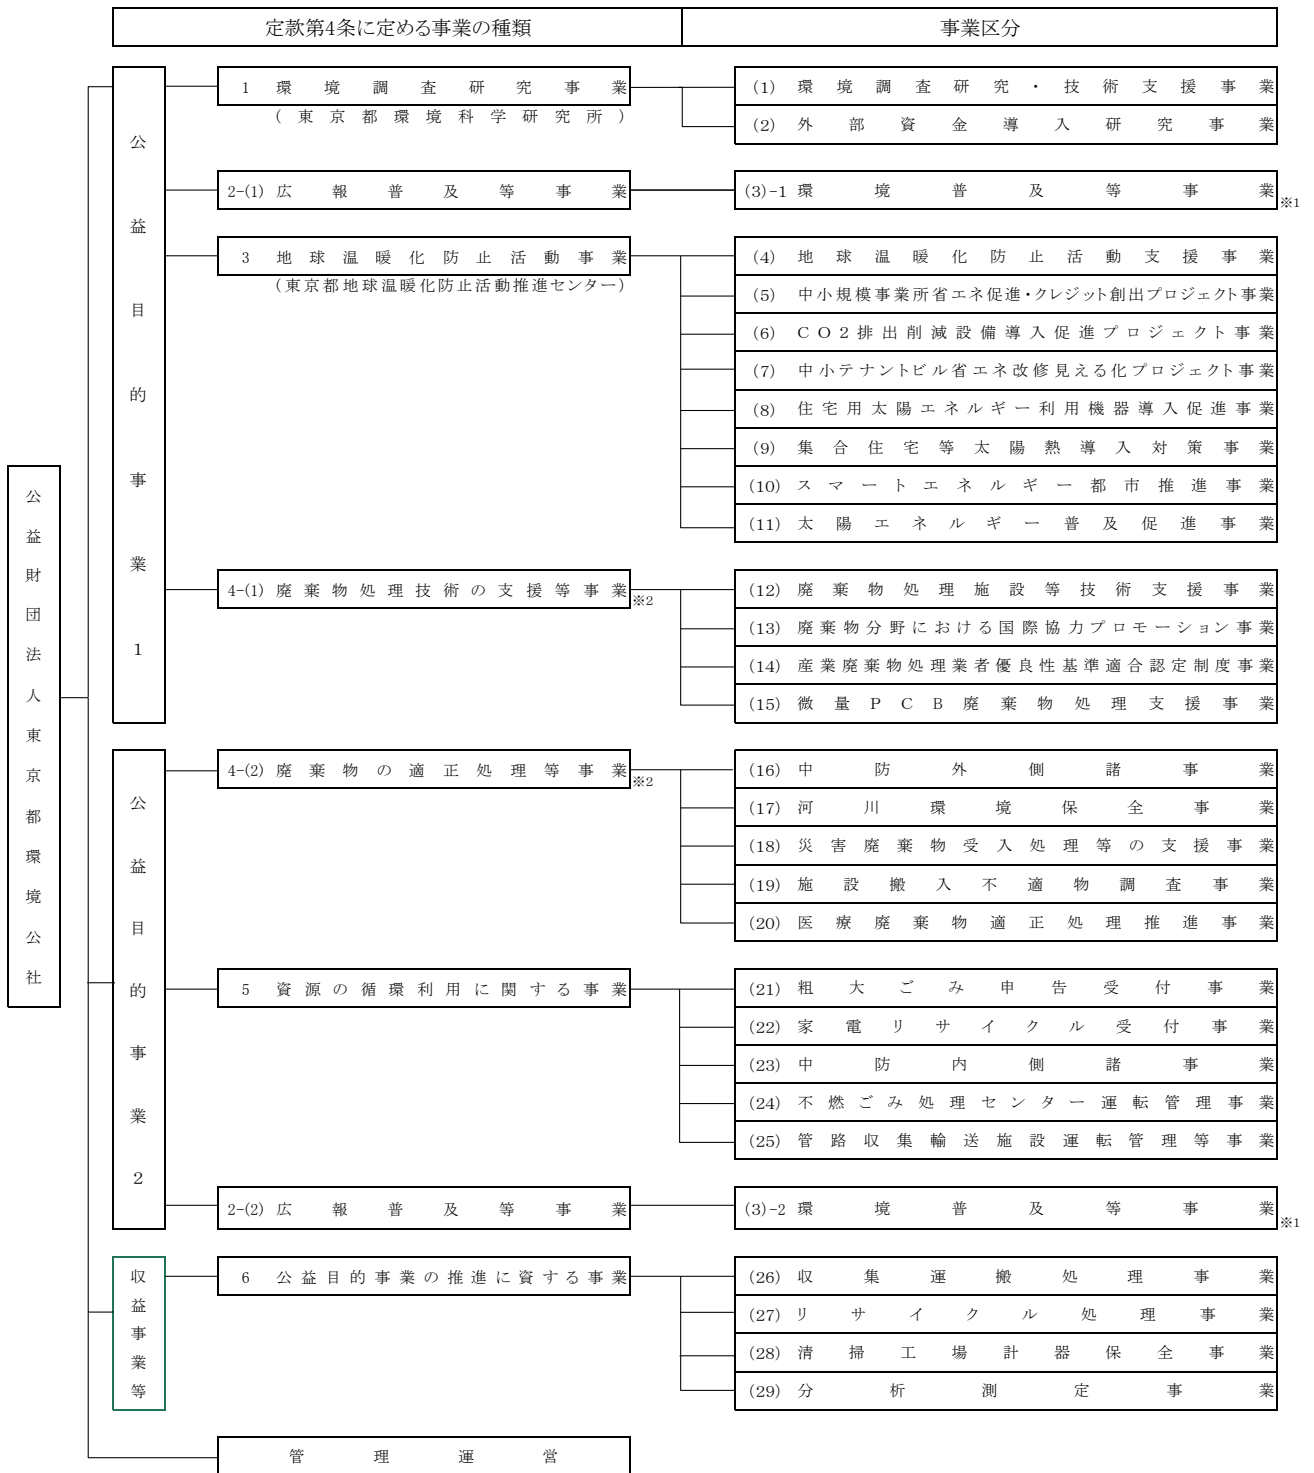 定款第4条に定める事業の種類
事業区分
公益財団法人東京都環境公社
公益目的事業1
1 環境調査研究事業
(東京都環境科学研究所)
(1) 環境調査研究・技術支援事業
(2) 外部資金導入研究事業
2-(1) 広報普及等事業
(3)-1 環境普及等事業
※1
3 地球温暖化防止活動事業
(東京都地球温暖化防止活動推進センター)
(4) 地球温暖化防止活動支援事業
(5) 中小規模事業所省エネ促進・クレジット創出プロジェクト事業
(6) CO2排出削減設備導入促進プロジェクト事業
(7) 中小テナントビル省エネ改修見える化プロジェクト事業
(8) 住宅用太陽エネルギー利用機器導入促進事業
(9) 集合住宅等太陽熱導入対策事業
(10) スマートエネルギー都市推進事業
(11) 太陽エネルギー普及促進事業
4-(1) 廃棄物処理技術の支援等事業
※2
(12) 廃棄物処理施設等技術支援事業
(13) 廃棄物分野における国際協力プロモーション事業
(14) 産業廃棄物処理業者優良性基準適合認定制度事業
(15) 微量PCB廃棄物処理支援事業
公益目的事業2
4-(2) 廃棄物の適正処理等事業
※2
(16) 中防外側諸事業
(17) 河川環境保全事業
(18) 災害廃棄物受入処理等の支援事業
(19) 施設搬入不適物調査事業
(20) 医療廃棄物適正処理推進事業
5 資源の循環利用に関する事業
(21) 粗大ごみ申告受付事業
(22) 家電リサイクル受付事業
(23) 中防内側諸事業
(24) 不燃ごみ処理センター運転管理事業
(25) 管路収集輸送施設運転管理等事業
2-(2) 広報普及等事業
(3)-2 環境普及等事業
※1
収益事業等
6 公益目的事業の推進に資する事業
(26) 収集運搬処理事業
(27) リサイクル処理事業
(28) 清掃工場計器保全事業
(29) 分析測定事業
管理運営